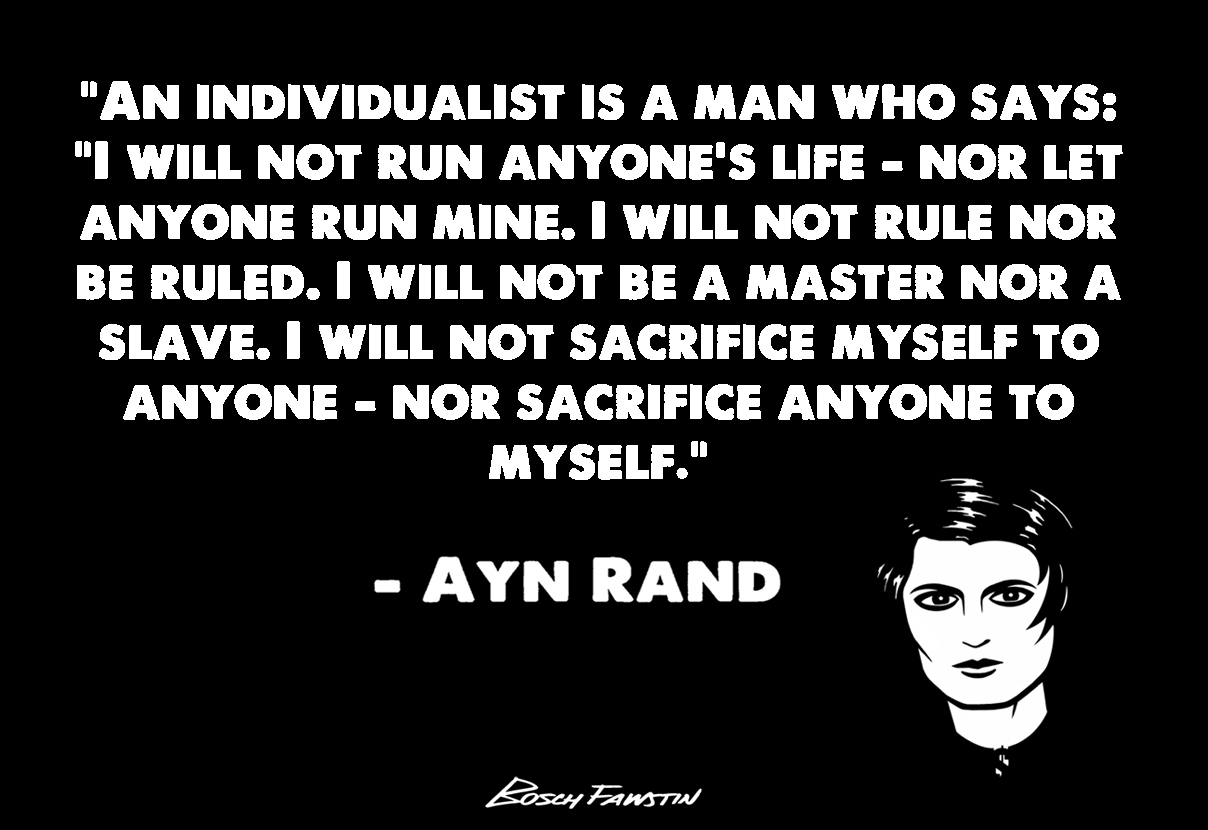 "An individualist is a man who says:
"I will not run anyone's life - nor let
anyone run mine. I will not rule nor
be ruled. I will not be a master nor a
slave. I will not sacrifice myself to
anyone - nor sacrifice anyone to
myself."
- Ayn Rand
Bosch Fawstin